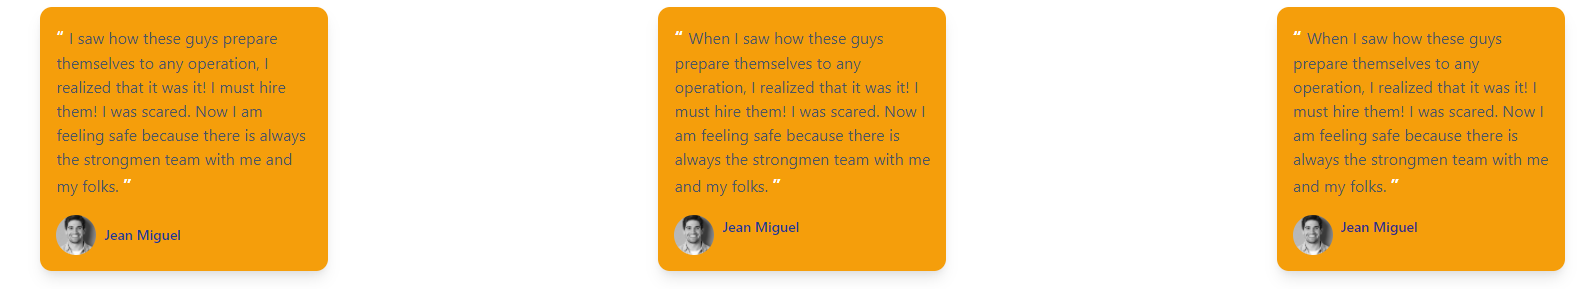 “ I saw how these guys prepare
themselves to any operation, I
realized that it was it! I must hire
them! I was scared. Now I am
feeling safe because there is always
the strongmen team with me and
my folks. ”
Jean Miguel
“ When I saw how these guys
prepare themselves to any
operation, I realized that it was it! I
must hire them! I was scared. Now I
am feeling safe because there is
always the strongmen team with me
and my folks. ”
Jean Miguel
“ When I saw how these guys
prepare themselves to any
operation, I realized that it was it! I
must hire them! I was scared. Now I
am feeling safe because there is
always the strongmen team with me
and my folks. ”
Jean Miguel